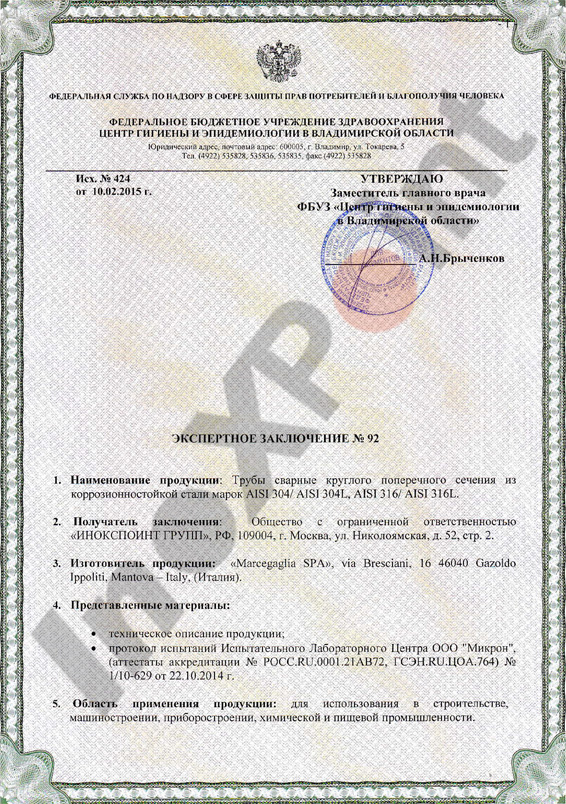 ФЕДЕРАЛЬНАЯ СЛУЖБА ПО НАДЗОРУ В СФЕРЕ ЗАЩИТЫ ПРАВ ПОТРЕБИТЕЛЕЙ И БЛАГОПОЛУЧИЯ ЧЕЛОВЕКА
ФЕДЕРАЛЬНОЕ БЮДЖЕТНОЕ УЧРЕЖДЕНИЕ ЗДРАВООХРАНЕНИЯ
ЦЕНТР ГИГИЕНЫ И ЭПИДЕМИОЛОГИИ В ВЛАДИМИРСКОЙ ОБЛАСТИ
Юридический адрес, почтовый адрес: 600005, г. Владимир, ул. Токарева, 5
Тел. (4922) 535828, 535836, 535835, факс (4922) 535828
Исх. № 424
от 10.02.2015 г.
УТВЕРЖДАЮ
Заместитель главного врача
ФБУЗ «Центр гигиены и эпидемиологии
в Владимирской области»
А.Н.Брыченков
InoXPoint
ЭКСПЕРТНОЕ ЗАКЛЮЧЕНИЕ № 92
1. Наименование продукции: Трубы сварные круглого поперечного сечения из
коррозионностойкой стали марок AISI 304/ AISI 304L, AISI 316/ AISI 316L.
2. Получатель заключения: Общество с ограниченной ответственностью
«ИНОКСПОИНТ ГРУПП», РФ, 109004, г. Москва, ул. Николоямская, д. 52, стр. 2.
3. Изготовитель продукции: «Marcegaglia SPA», via Bresciani, 16 46040 Gazoldo
Ippoliti, Mantova – Italy, (Италия).
4. Представленные материалы:
• техническое описание продукции;
• протокол испытаний Испытательного Лабораторного Центра ООО "Микрон",
(аттестаты аккредитации № РОСС.RU.0001.21АВ72, ГСЭН.RU.ЦОА.764) №
1/10-629 от 22.10.2014 г.
5. Область применения продукции: для использования в строительстве,
машиностроении, приборостроении, химической и пищевой промышленности.